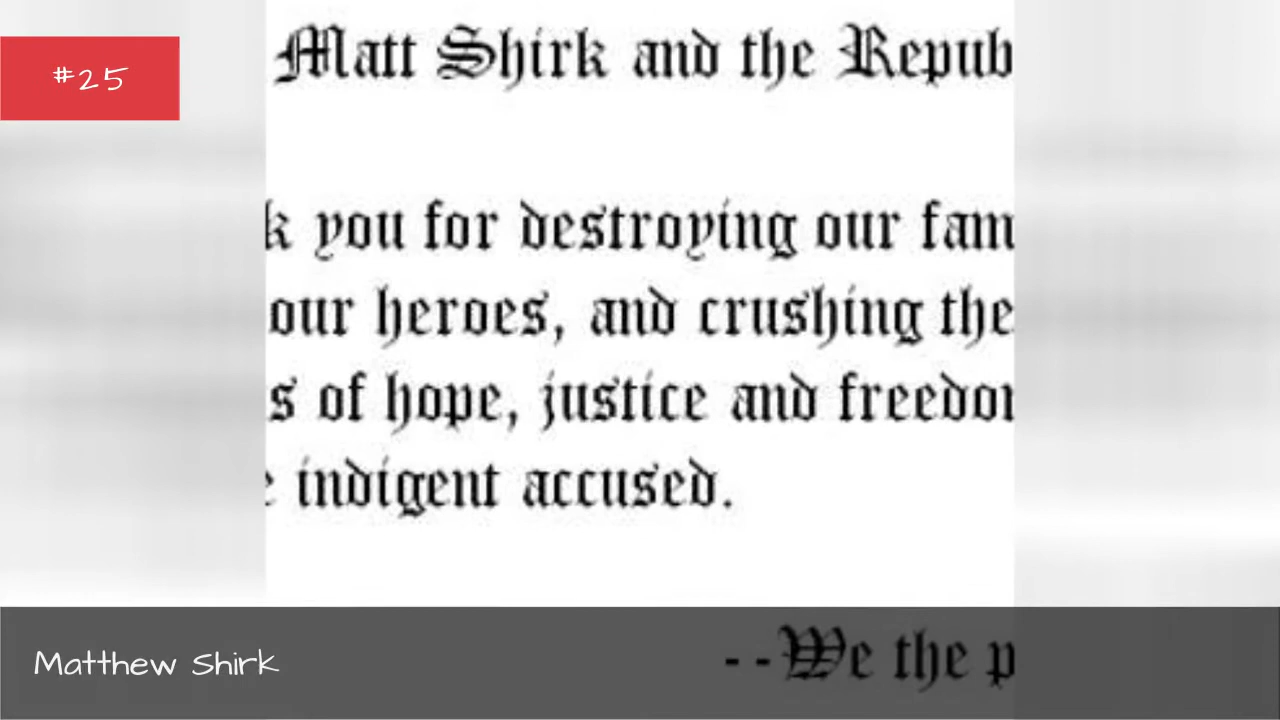 #25
Matt Shirk and the Repub
k you for destroying our fam
our heroes, and crushing the
s of hope, justice and freedo
e indigent accused.
--We the p
Matthew Shirk